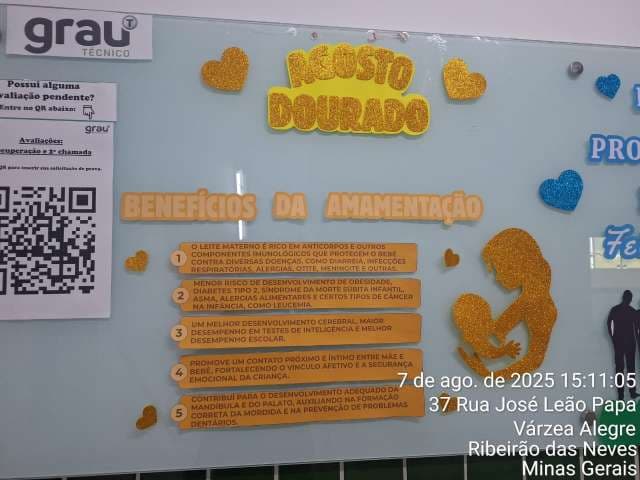 grau T
TÉCNICO
Possui alguma
avaliação pendente?
Entre no QR abaixo:
grau
Avaliações:
recuperação e 2ª chamada
AGOSTO
DOURADO
BENEFÍCIOS DA AMAMENTAÇÃO
1 O LEITE MATERNO É RICO EM ANTICORPOS E OUTROS
COMPONENTES IMUNOLÓGICOS QUE PROTEGEM O BEBÊ
CONTRA DIVERSAS DOENÇAS, COMO DIARREIA, INFECÇÕES
RESPIRATÓRIAS, ALERGIAS, OTITE, MENINGITE E OUTRAS.
2 MENOR RISCO DE DESENVOLVIMENTO DE OBESIDADE,
DIABETES TIPO 2, SÍNDROME DA MORTE SÚBITA INFANTIL,
ASMA, ALERGIAS ALIMENTARES E CERTOS TIPOS DE CÂNCER
NA INFÂNCIA, COMO LEUCEMIA.
3 UM MELHOR DESENVOLVIMENTO CEREBRAL, MAIOR
DESEMPENHO EM TESTES DE INTELIGÊNCIA E MELHOR
DESEMPENHO ESCOLAR.
4 PROMOVE UM CONTATO PRÓXIMO E ÍNTIMO ENTRE MÃE E
BEBÊ, FORTALECENDO O VÍNCULO AFETIVO E A SEGURANÇA
EMOCIONAL DA CRIANÇA.
5 CONTRIBUI PARA O DESENVOLVIMENTO ADEQUADO DA
MANDÍBULA E DO PALATO, AUXILIANDO NA FORMAÇÃO
CORRETA DA MORDIDA E NA PREVENÇÃO DE PROBLEMAS
DENTÁRIOS.
PRO
Fe
7 de ago. de 2025 15:11:05
37 Rua José Leão Papa
Várzea Alegre
Ribeirão das Neves
Minas Gerais